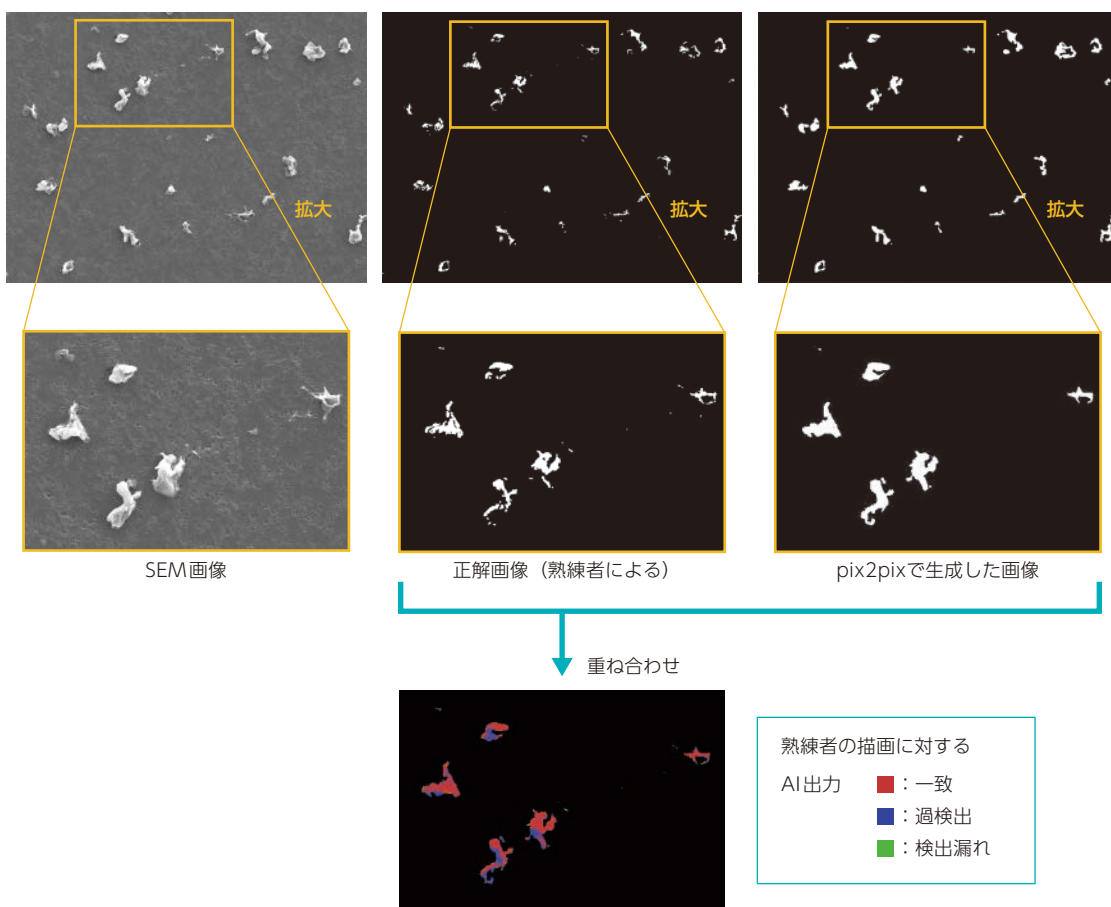 拡大
拡大
拡大
SEM画像
正解画像（熟練者による）
pix2pixで生成した画像
重ね合わせ
熟練者の描画に対する
AI出力 ：一致
：過検出
：検出漏れ